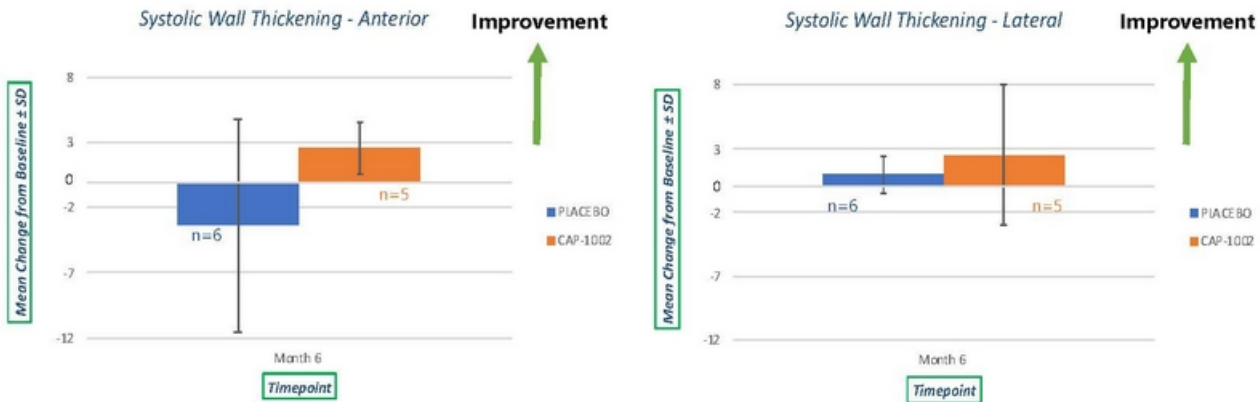 Systolic Wall Thickening - Anterior
Improvement
Mean Change from Baseline ± SD
8
3
0
-2
-7
-12
n=6
n=5
PLACEBO
CAP-1002
Month 6
Timepoint
Systolic Wall Thickening - Lateral
Improvement
Mean Change from Baseline ± SD
8
3
0
-2
-7
-12
n=6
n=5
PLACEBO
CAP-1002
Month 6
Timepoint